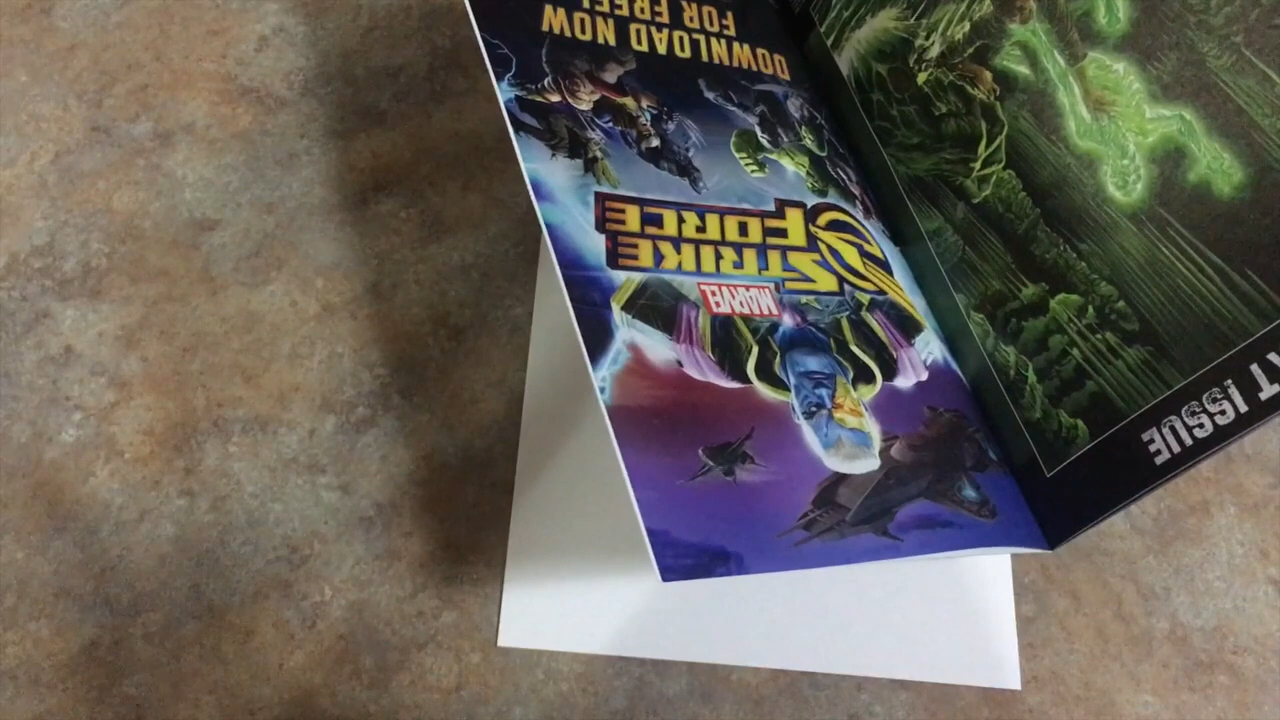 MARVEL
STRIKE
FORCE
DOWNLOAD NOW
FOR FREE!
ISSUE